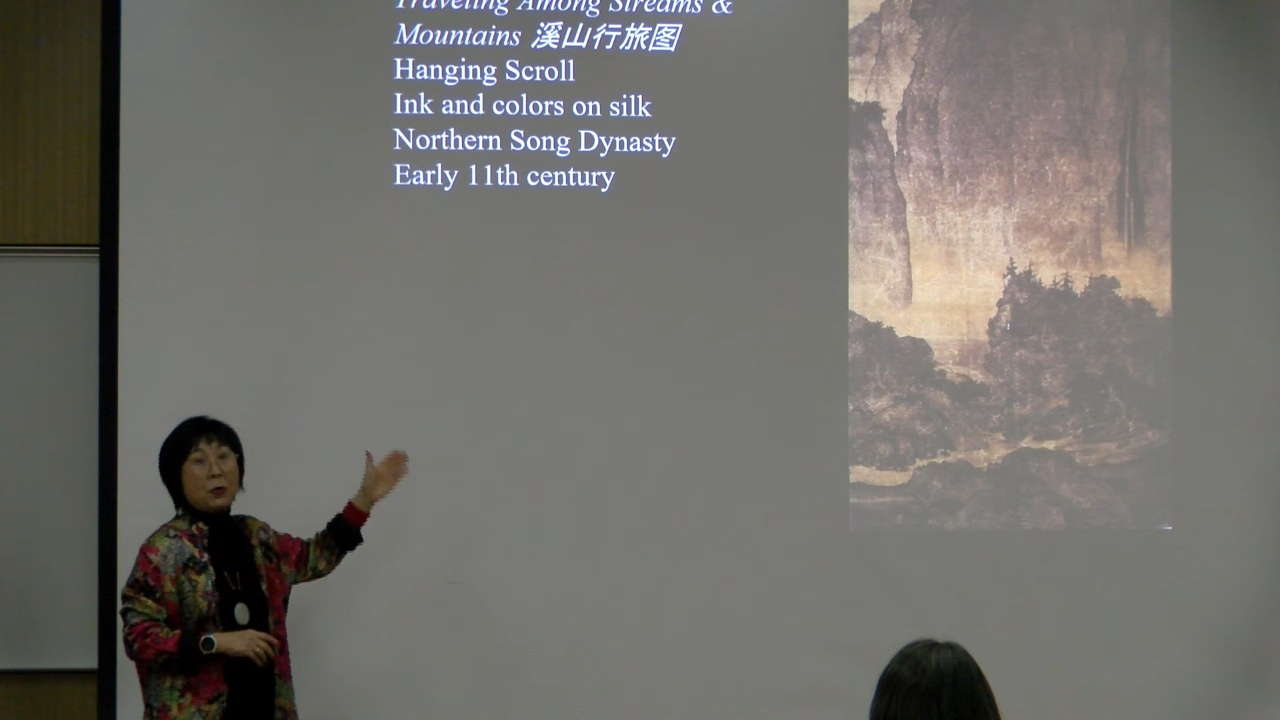 Traveling Among Streams &
Mountains 溪山行旅图
Hanging Scroll
Ink and colors on silk
Northern Song Dynasty
Early 11th century